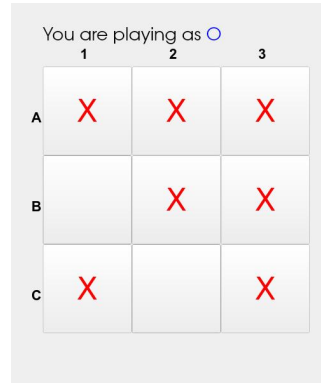 You are playing as O
1 2 3
A X X X
B X X
C X X